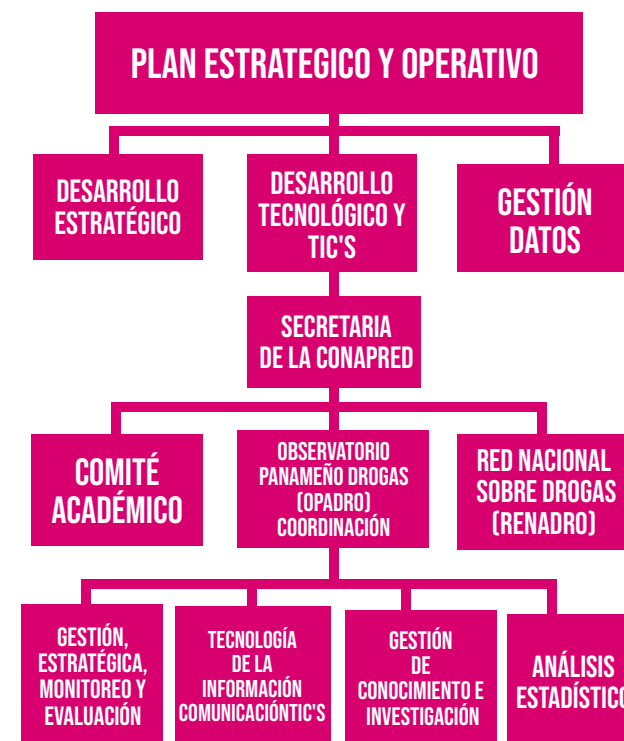 PLAN ESTRATEGICO Y OPERATIVO
DESARROLLO
ESTRATÉGICO
DESARROLLO
TECNOLÓGICO Y
TIC'S
GESTIÓN
DATOS
SECRETARIA
DE LA CONAPRED
COMITÉ
ACADÉMICO
OBSERVATORIO
PANAMEÑO DROGAS
(OPADRO)
COORDINACIÓN
RED NACIONAL
SOBRE DROGAS
(RENADRO)
GESTIÓN,
ESTRATÉGICA,
MONITOREO Y
EVALUACIÓN
TECNOLOGÍA
DE LA
INFORMACIÓN
COMUNICACIÓNTIC'S
GESTIÓN
DE
CONOCIMIENTO E
INVESTIGACIÓN
ANÁLISIS
ESTADÍSTICO